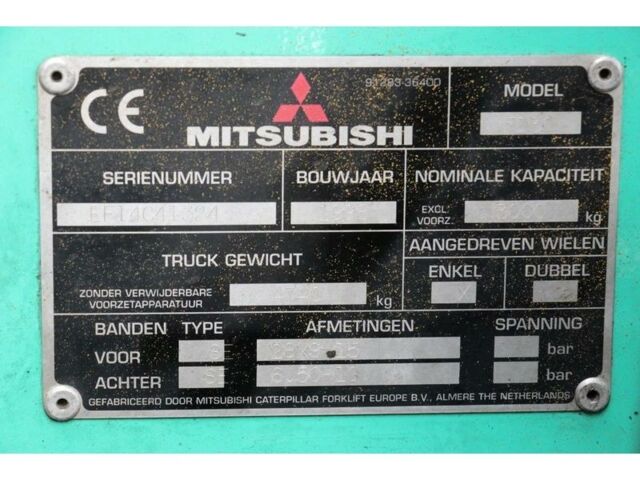 91283-36400
CE
MITSUBISHI
MODEL
SERIENUMMER
BOUWJAAR
NOMINALE KAPACITEIT
EXCL. VOORZ.
kg
TRUCK GEWICHT
ZONDER VERWIJDERBARE VOORZETAPPARATUUR
kg
AANGEDREVEN WIELEN
ENKEL
DUBBEL
BANDEN TYPE AFMETINGEN SPANNING
VOOR bar
ACHTER bar
GEFABRICEERD DOOR MITSUBISHI CATERPILLAR FORKLIFT EUROPE B.V., ALMERE THE NETHERLANDS